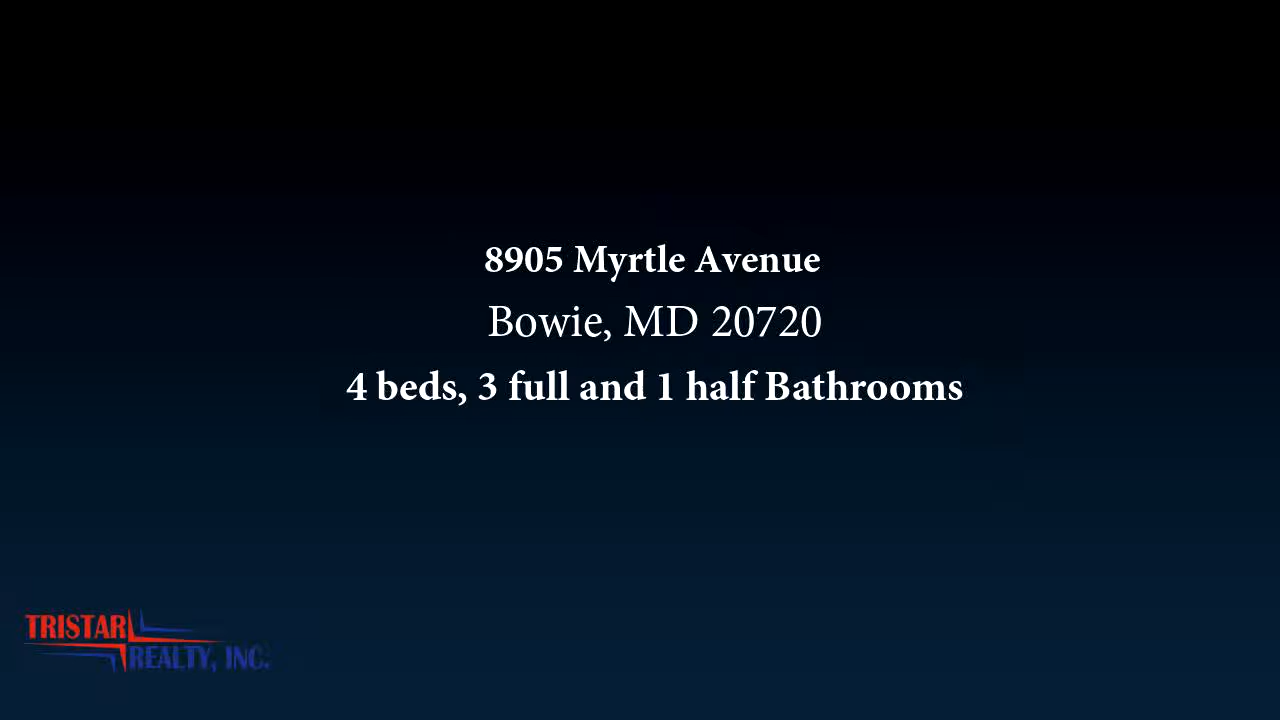 8905 Myrtle Avenue
Bowie, MD 20720
4 beds, 3 full and 1 half Bathrooms
TRISTAR
REALTY, INC.